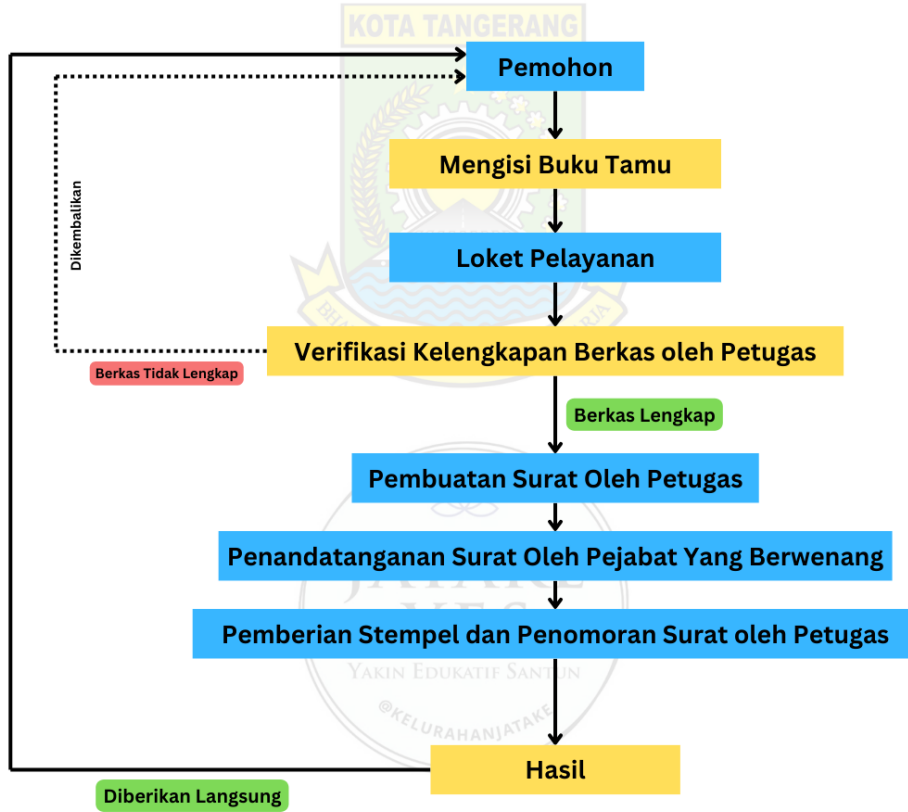 KOTA TANGERANG
Pemohon
Mengisi Buku Tamu
Dikembalikan
Loket Pelayanan
Verifikasi Kelengkapan Berkas oleh Petugas
Berkas Tidak Lengkap
Berkas Lengkap
Pembuatan Surat Oleh Petugas
Penandatanganan Surat Oleh Pejabat Yang Berwenang
Pemberian Stempel dan Penomoran Surat oleh Petugas
YAKIN EDUKATIF SANTUN
@KELURAHANJATAKE
Hasil
Diberikan Langsung